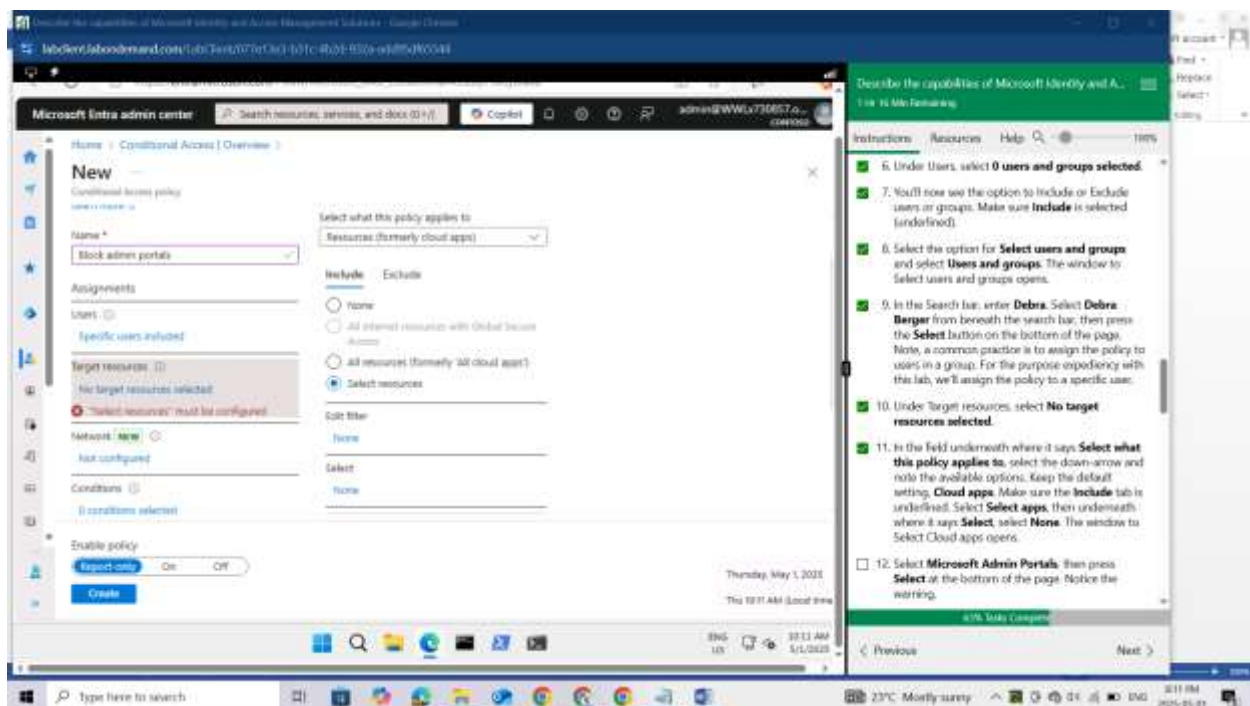 Describe the capabilities of Microsoft Identity and Access Management Solutions - Google Chrome
Microsoft Entra admin center
Search resources, services, and docs (G+/)
Copilot
Home > Conditional Access | Overview >
New
Conditional Access policy
Name *
Block admin portals
Assignments
Users
Specific users included
Target resources
No target resources selected
"Select resources" must be configured
Network NEW
Not configured
Conditions
0 conditions selected
Enable policy
Report-only On Off
Create
Select what this policy applies to
Resources (formerly cloud apps)
Include Exclude
None
All internet resources with Global Secure
Access
All resources (formerly 'All cloud apps')
Select resources
Edit filter
None
Select
None
Thursday, May 1, 2025
ENG
US
10:11 AM
5/1/2025
Describe the capabilities of Microsoft Identity and A...
Instructions Resources Help 100%
6. Under Users, select 0 users and groups selected.
7. You'll now see the option to Include or Exclude
users or groups. Make sure Include is selected
(underlined).
8. Select the option for Select users and groups
and select Users and groups. The window to
Select users and groups opens.
9. In the Search bar, enter Debra. Select Debra
Berger from beneath the search bar, then press
the Select button on the bottom of the page.
Note, a common practice is to assign the policy to
users in a group. For the purpose expediency with
this lab, we'll assign the policy to a specific user.
10. Under Target resources, select No target
resources selected.
11. In the field underneath where it says Select what
this policy applies to, select the down-arrow and
note the available options. Keep the default
setting, Cloud apps. Make sure the Include tab is
underlined. Select Select apps, then underneath
where it says Select, select None. The window to
Select Cloud apps opens.
12. Select Microsoft Admin Portals, then press
Select at the bottom of the page. Notice the
warning.
Tasks Complete
< Previous Next >
Find
Replace
Select
Type here to search
23°C Mostly sunny
ENG